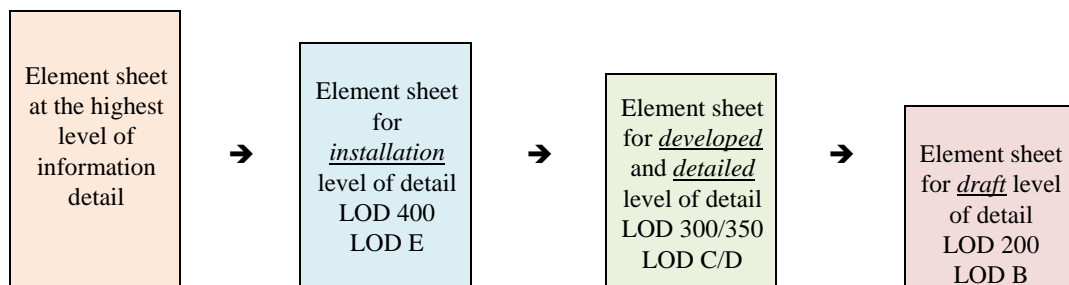 Element sheet
at the highest
level of
information
detail
➔
Element sheet
for
installation
level of detail
LOD 400
LOD E
➔
Element sheet
for developed
and detailed
level of detail
LOD 300/350
LOD C/D
➔
Element sheet
for draft level
of detail
LOD 200
LOD B